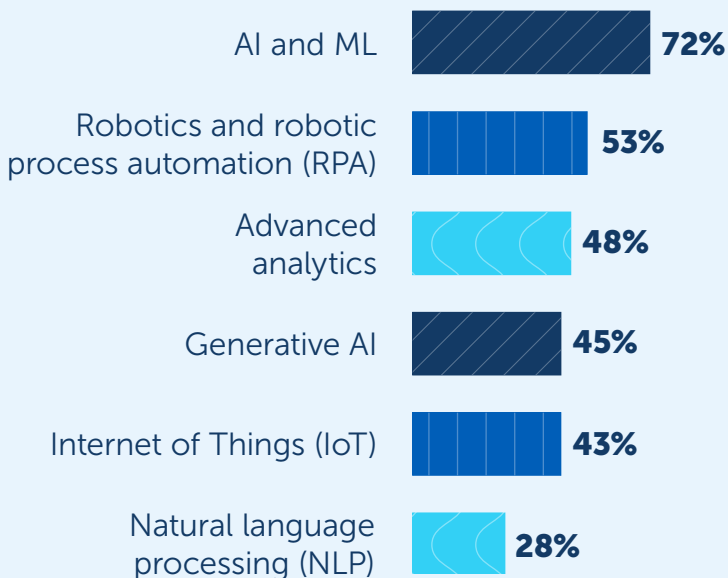 AI and ML
72%
Robotics and robotic
process automation (RPA)
53%
Advanced
analytics
48%
Generative AI
45%
Internet of Things (IoT)
43%
Natural language
processing (NLP)
28%